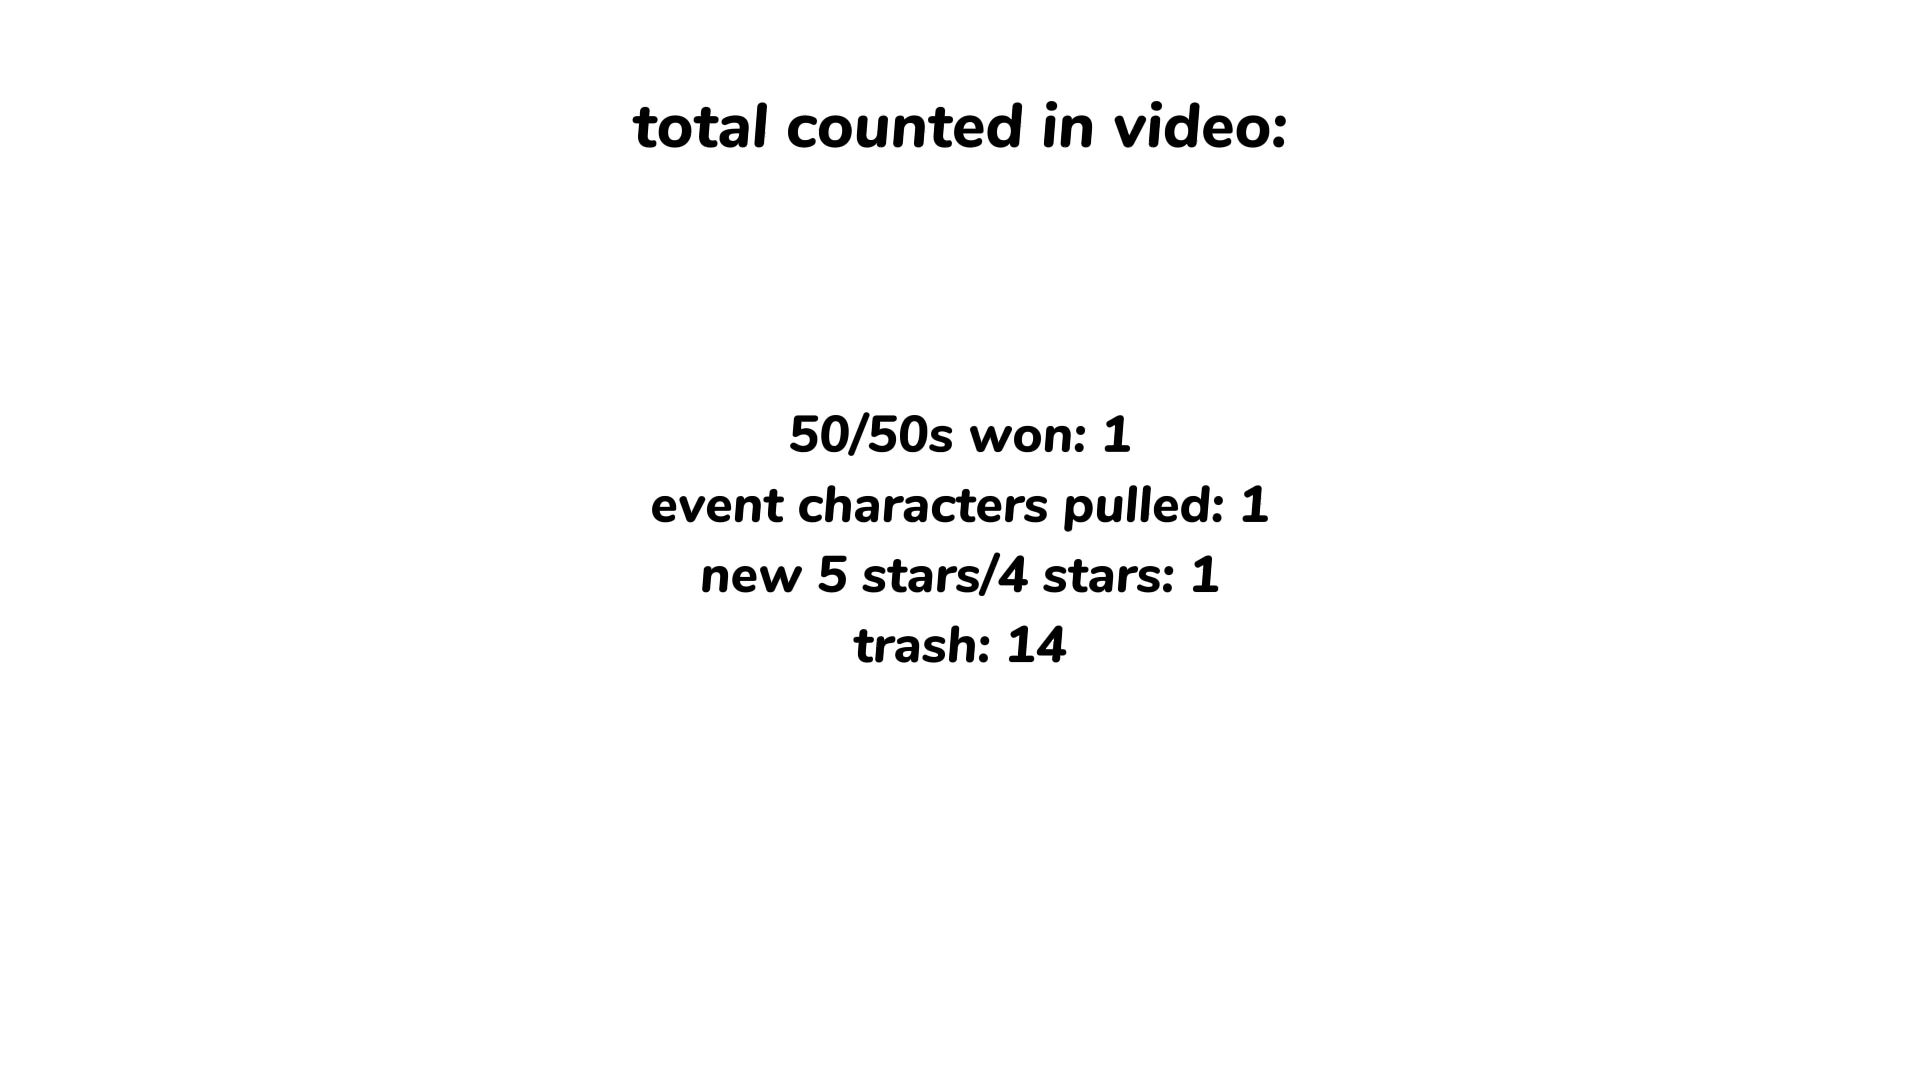 total counted in video:
50/50s won: 1
event characters pulled: 1
new 5 stars/4 stars: 1
trash: 14